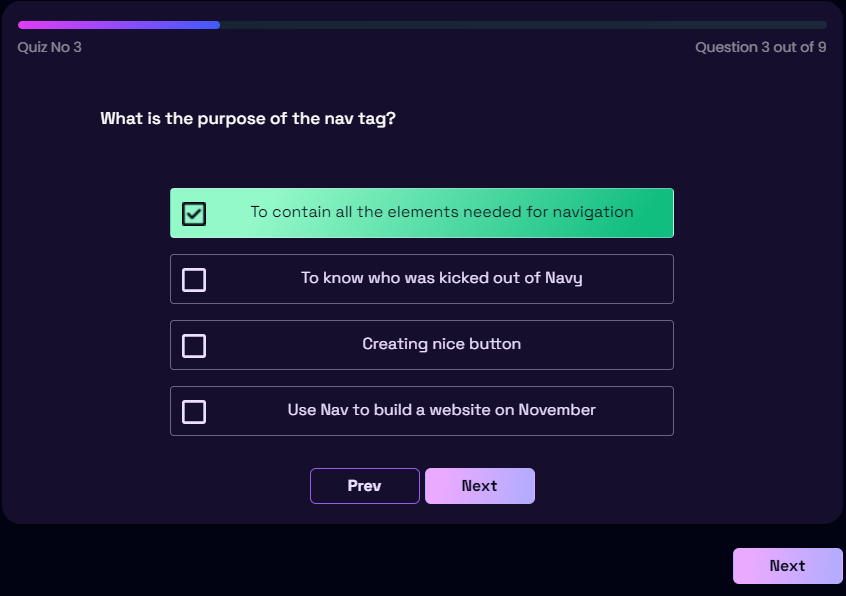 Quiz No 3
Question 3 out of 9
What is the purpose of the nav tag?
To contain all the elements needed for navigation
To know who was kicked out of Navy
Creating nice button
Use Nav to build a website on November
Prev
Next
Next